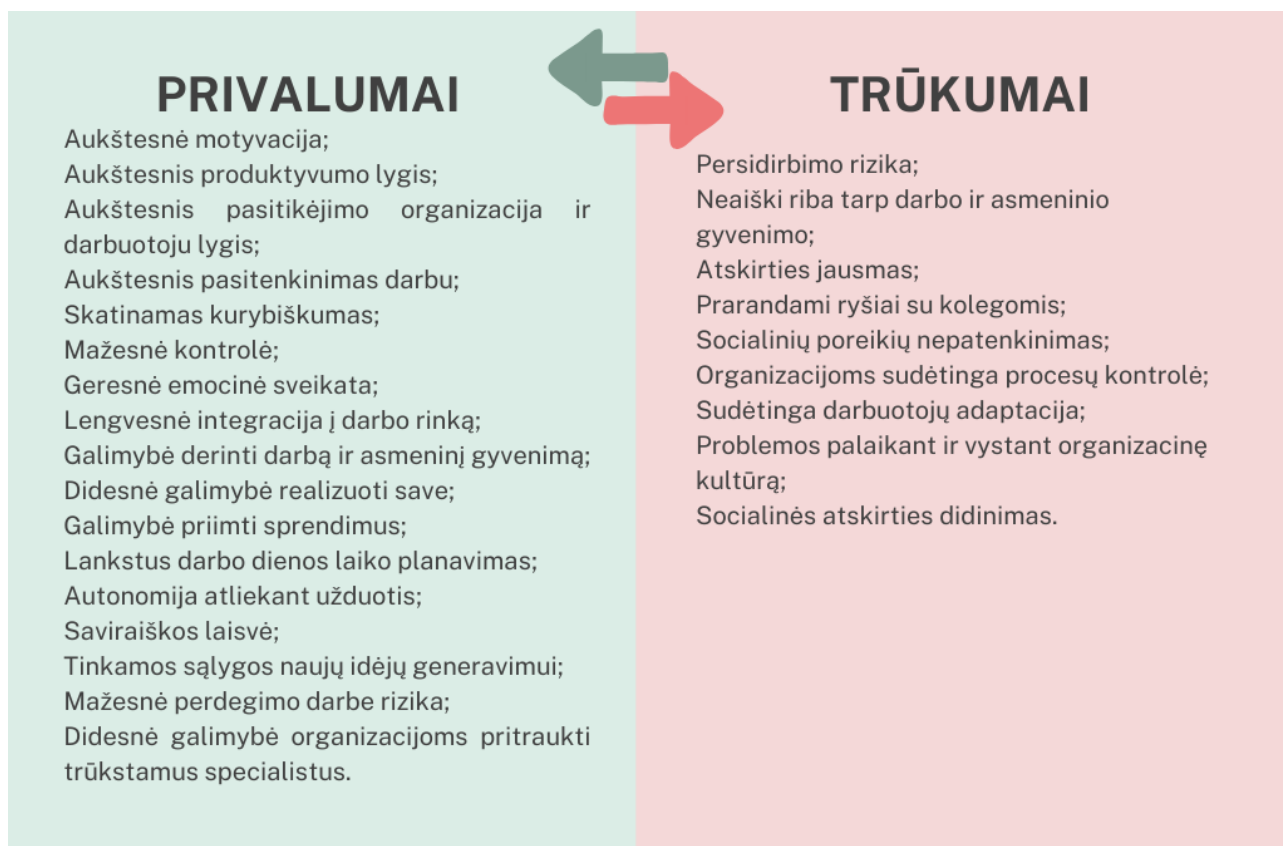 PRIVALUMAI
Aukštesnė motyvacija;
Aukštesnis produktyvumo lygis;
Aukštesnis pasitikėjimo organizacija ir
darbuotoju lygis;
Aukštesnis pasitenkinimas darbu;
Skatinamas kurybiškumas;
Mažesnė kontrolė;
Geresnė emocinė sveikata;
Lengvesnė integracija į darbo rinką;
Galimybė derinti darbą ir asmeninį gyvenimą;
Didesnė galimybė realizuoti save;
Galimybė priimti sprendimus;
Lankstus darbo dienos laiko planavimas;
Autonomija atliekant užduotis;
Saviraiškos laisvė;
Tinkamos sąlygos naujų idėjų generavimui;
Mažesnė perdegimo darbe rizika;
Didesnė galimybė organizacijoms pritraukti
trūkstamus specialistus.
TRŪKUMAI
Persidirbimo rizika;
Neaiški riba tarp darbo ir asmeninio
gyvenimo;
Atskirties jausmas;
Prarandami ryšiai su kolegomis;
Socialinių poreikių nepatenkinimas;
Organizacijoms sudėtinga procesų kontrolė;
Sudėtinga darbuotojų adaptacija;
Problemos palaikant ir vystant organizacinę
kultūrą;
Socialinės atskirties didinimas.